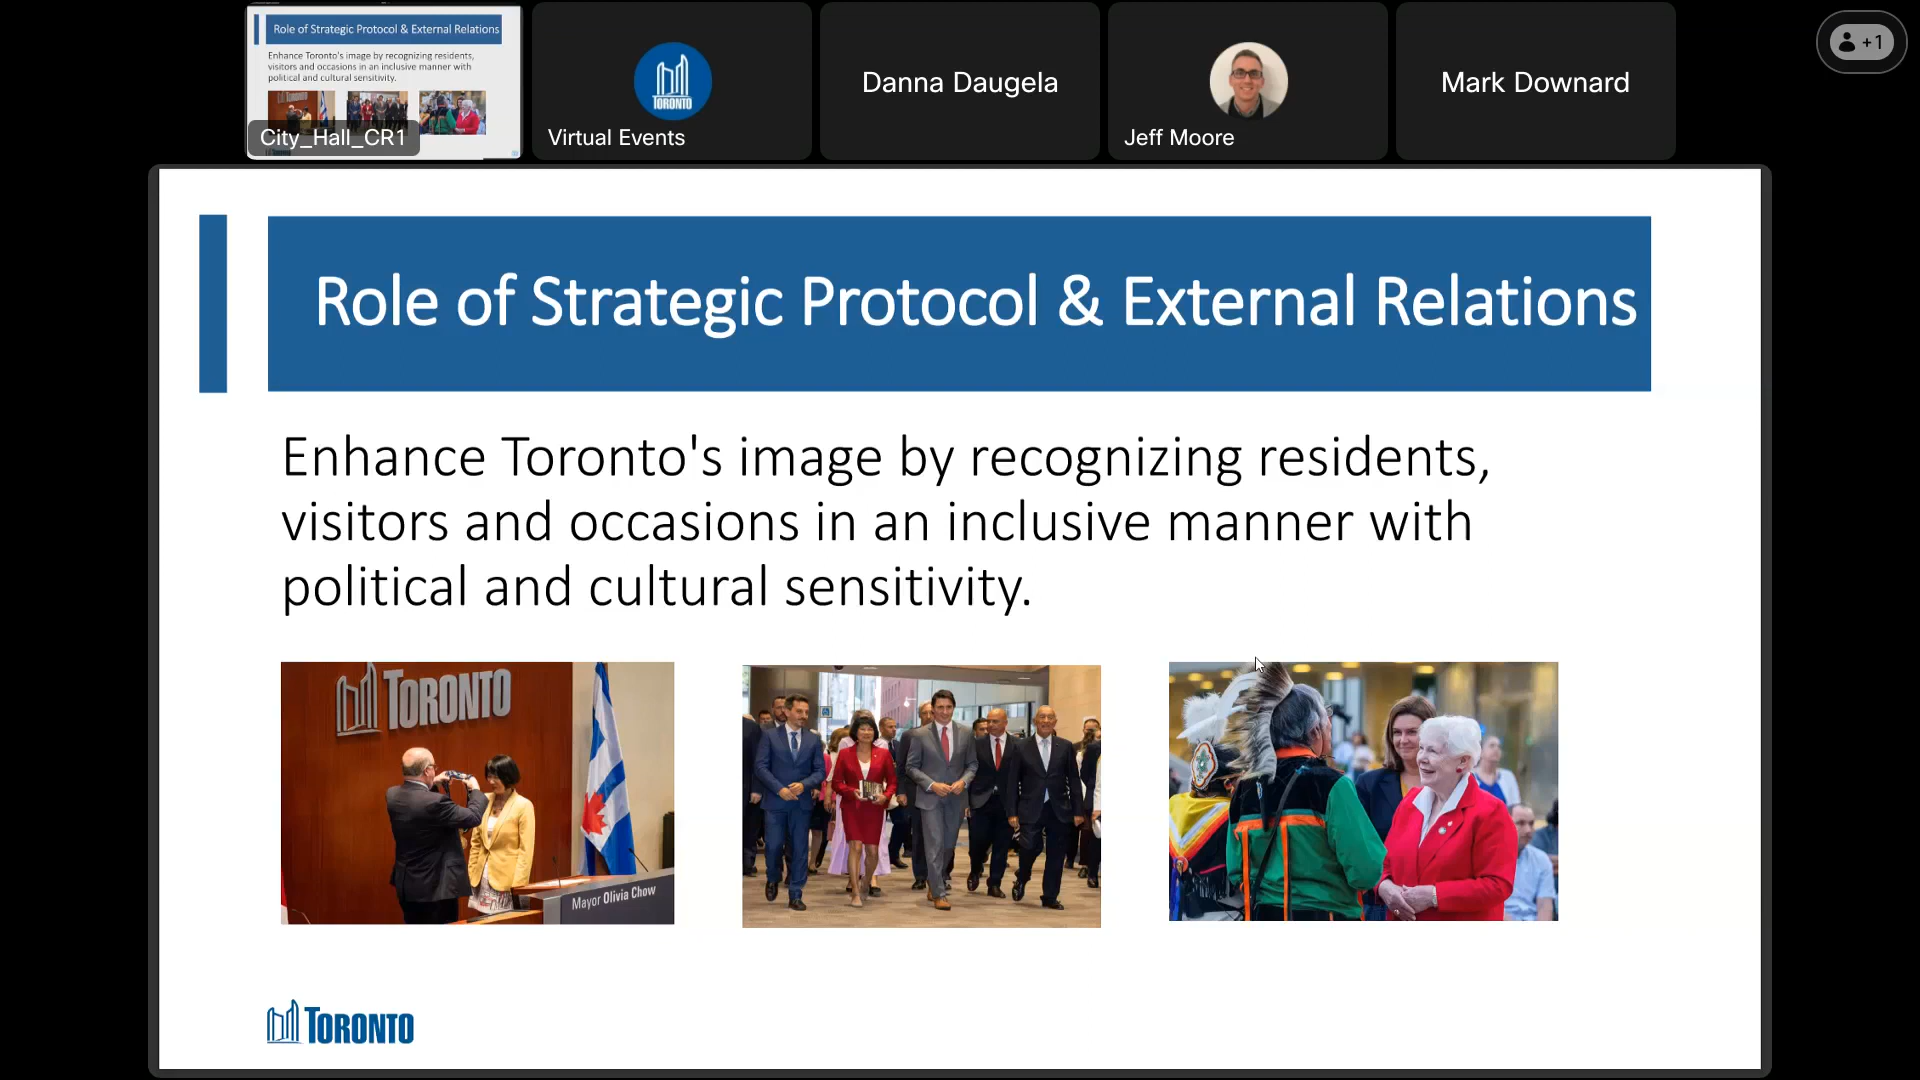 Role of Strategic Protocol & External Relations
Enhance Toronto's image by recognizing residents,
visitors and occasions in an inclusive manner with
political and cultural sensitivity.
TORONTO
City_Hall_CR1
TORONTO
Virtual Events
Danna Daugela
Jeff Moore
Mark Downard
+1
Role of Strategic Protocol & External Relations
Enhance Toronto's image by recognizing residents,
visitors and occasions in an inclusive manner with
political and cultural sensitivity.
TORONTO
Mayor Olivia Chow
TORONTO